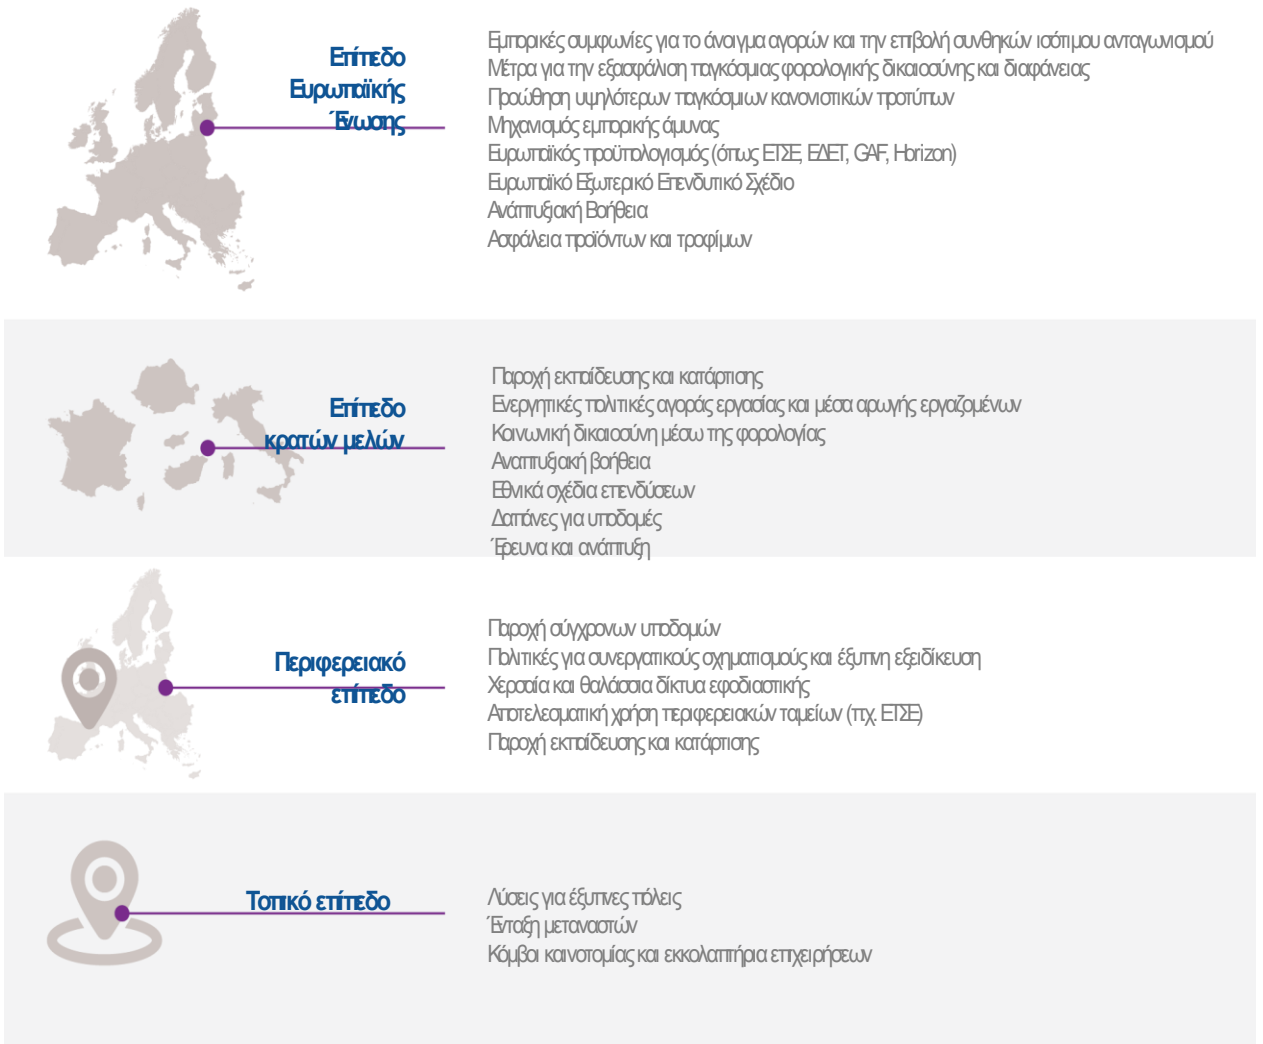 Επίπεδο
Ευρωπαϊκής
Ένωσης
Εμπορικές συμφωνίες για το άνοιγμα αγορών και την επιβολή συνθηκών ισότιμου ανταγωνισμού
Μέτρα για την εξασφάλιση παγκόσμιας φορολογικής δικαιοσύνης και διαφάνειας
Προώθηση υψηλότερων παγκόσμιων κανονιστικών προτύπων
Μηχανισμός εμπορικής άμυνας
Ευρωπαϊκός προϋπολογισμός (όπως ΕΤΣΕ, ΕΔΕΤ, GAF, Horizon)
Ευρωπαϊκό Εξωτερικό Επενδυτικό Σχέδιο
Ανάπτυξιακή Βοήθεια
Ασφάλεια προϊόντων και τροφίμων
Επίπεδο
κρατών μελών
Παροχή εκπαίδευσης και κατάρτισης
Ενεργητικές πολιτικές αγοράς εργασίας και μέσα αρωγής εργαζομένων
Κοινωνική δικαιοσύνη μέσω της φορολογίας
Αναπτυξιακή βοήθεια
Εθνικά σχέδια επενδύσεων
Δαπάνες για υποδομές
Έρευνα και ανάπτυξη
Περιφερειακό
επίπεδο
Παροχή σύγχρονων υποδομών
Πολιτικές για συνεργατικούς σχηματισμούς και έξυπνη εξειδίκευση
Χερσαία και θαλάσσια δίκτυα εφοδιαστικής
Αποτελεσματική χρήση περιφερειακών ταμείων (π.χ. ΕΤΣΕ)
Παροχή εκπαίδευσης και κατάρτισης
Τοπικό επίπεδο
Λύσεις για έξυπνες πόλεις
Ένταξη μεταναστών
Κόμβοι καινοτομίας και εκκολαπτήρια επιχειρήσεων